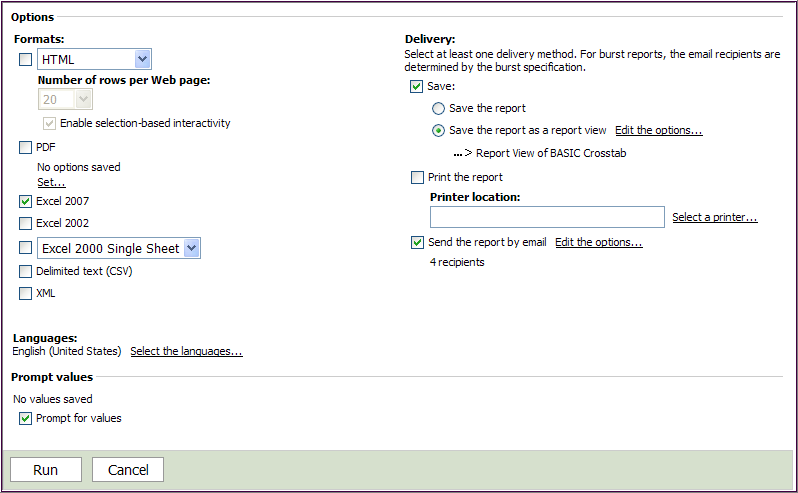 Options
Formats:
HTML
Number of rows per Web page:
20
Enable selection-based interactivity
PDF
No options saved
Set...
Excel 2007
Excel 2002
Excel 2000 Single Sheet
Delimited text (CSV)
XML
Languages:
English (United States) Select the languages...
Delivery:
Select at least one delivery method. For burst reports, the email recipients are
determined by the burst specification.
Save:
Save the report
Save the report as a report view Edit the options...
...> Report View of BASIC Crosstab
Print the report
Printer location:
Select a printer...
Send the report by email Edit the options...
4 recipients
Prompt values
No values saved
Prompt for values
Run Cancel